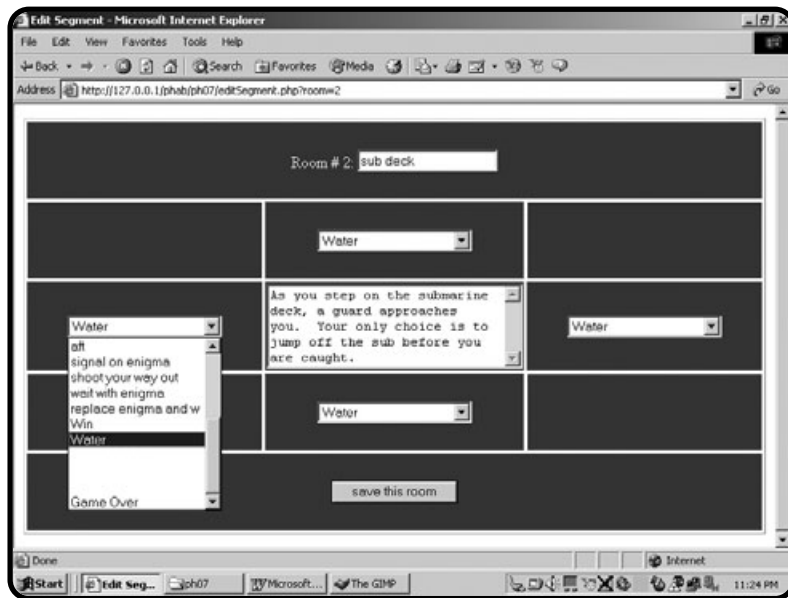 Edit Segment - Microsoft Internet Explorer
File Edit View Favorites Tools Help
Back Search Favorites Media
Address http://127.0.0.1/phab/ph07/editSegment.php?room=2 Go
Room # 2: sub deck
Water
Water
As you step on the submarine
deck, a guard approaches
you. Your only choice is to
jump off the sub before you
are caught.
Water
aft
signal on enigma
shoot your way out
wait with enigma
replace enigma and w
Win
Water
Game Over
Water
save this room
Done Internet
Start Edit Seg... ph07 Microsoft... The GIMP 11:24 PM